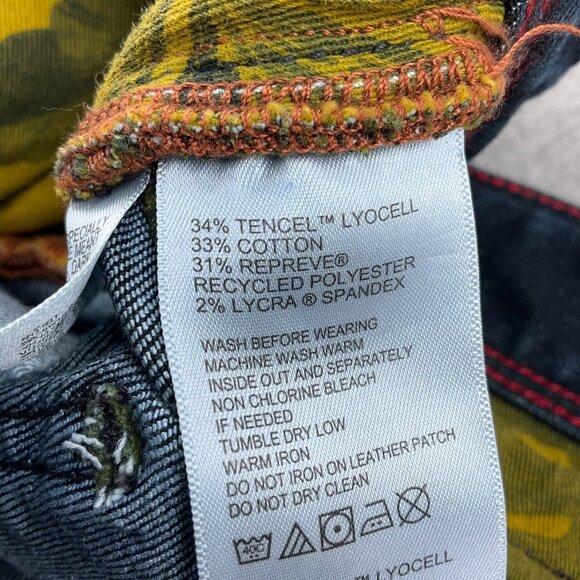 34% TENCEL™ LYOCELL
33% COTTON
31% REPREVE®
RECYCLED POLYESTER
2% LYCRA ® SPANDEX
WASH BEFORE WEARING
MACHINE WASH WARM
INSIDE OUT AND SEPARATELY
NON CHLORINE BLEACH
IF NEEDED
TUMBLE DRY LOW
WARM IRON
DO NOT IRON ON LEATHER PATCH
DO NOT DRY CLEAN
40C
™ LYOCELL